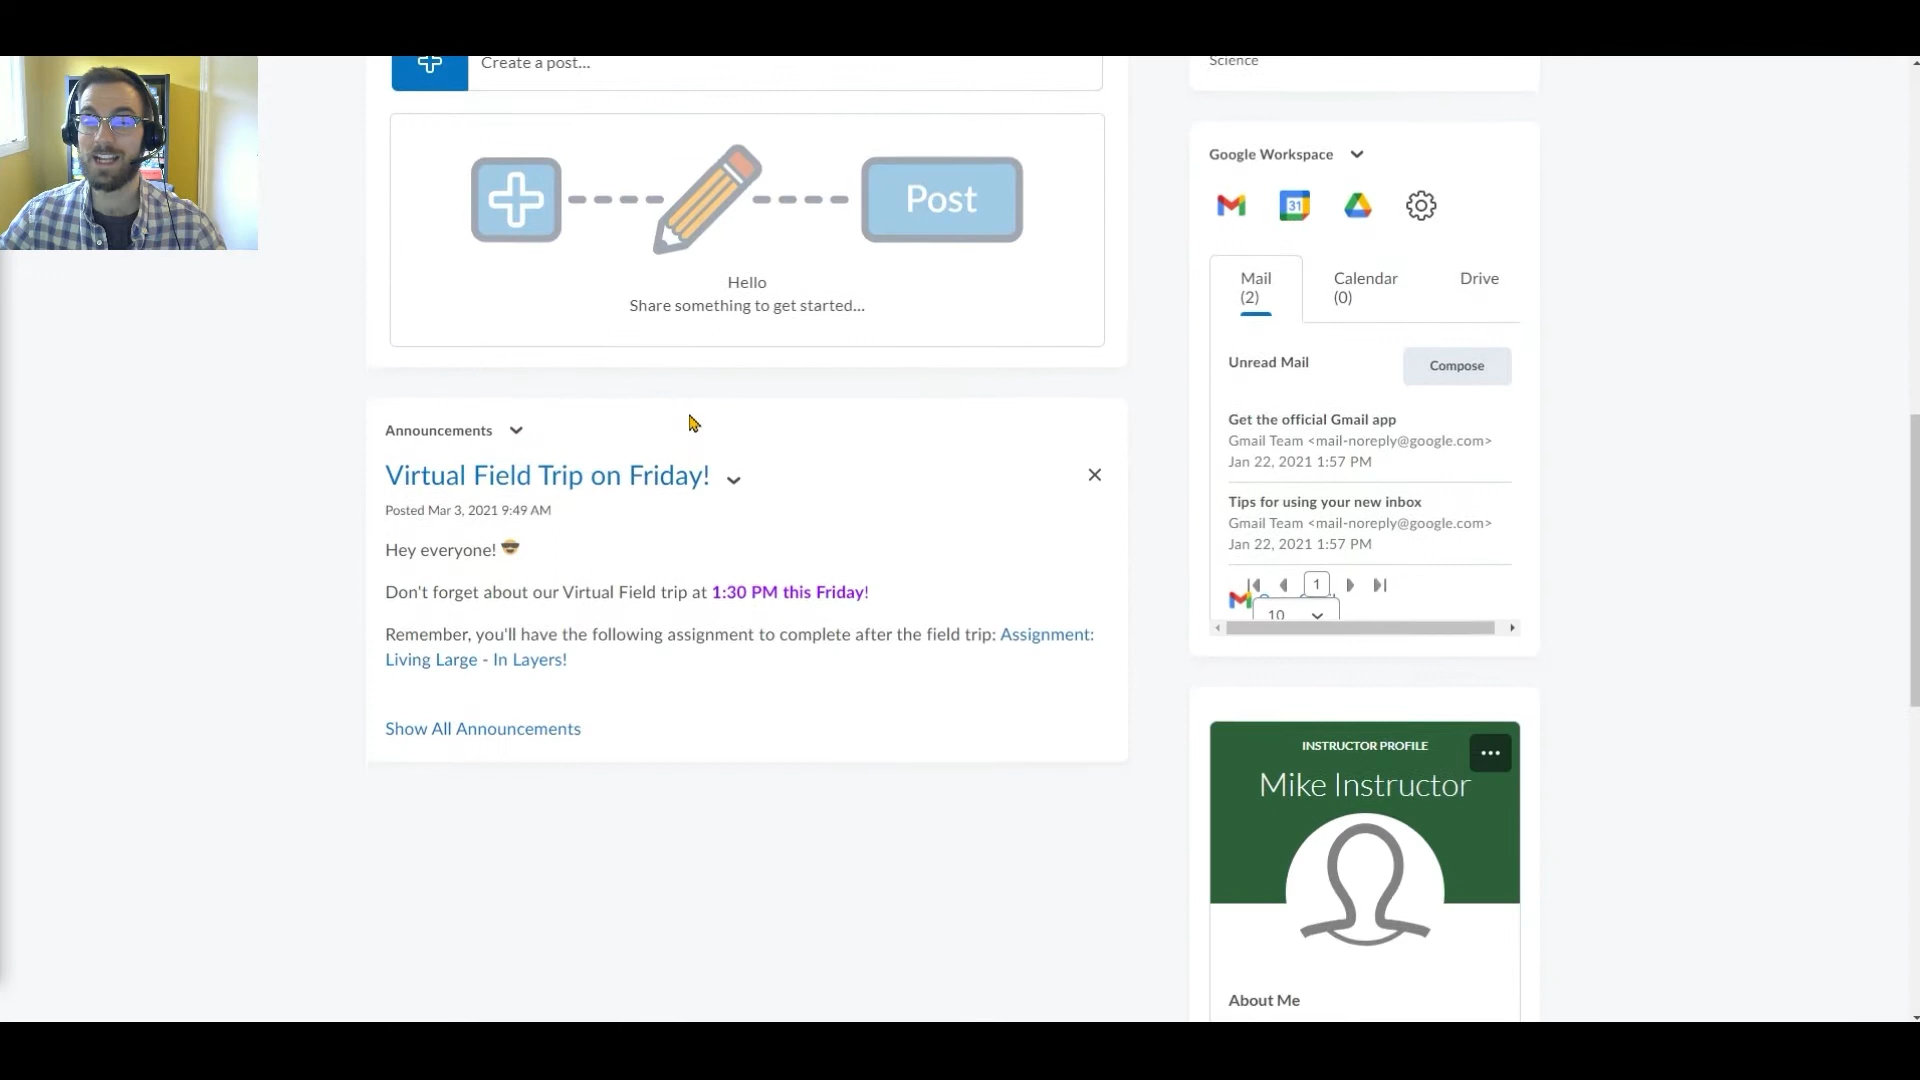 Create a post...
Post
Hello
Share something to get started...
Announcements
Virtual Field Trip on Friday!
Posted Mar 3, 2021 9:49 AM
Hey everyone!
Don't forget about our Virtual Field trip at 1:30 PM this Friday!
Remember, you'll have the following assignment to complete after the field trip: Assignment:
Living Large - In Layers!
Show All Announcements
Science
Google Workspace
31
Mail
(2)
Calendar
(0)
Drive
Unread Mail
Compose
Get the official Gmail app
Gmail Team <mail-noreply@google.com>
Jan 22, 2021 1:57 PM
Tips for using your new inbox
Gmail Team <mail-noreply@google.com>
Jan 22, 2021 1:57 PM
1
10
INSTRUCTOR PROFILE
Mike Instructor
About Me